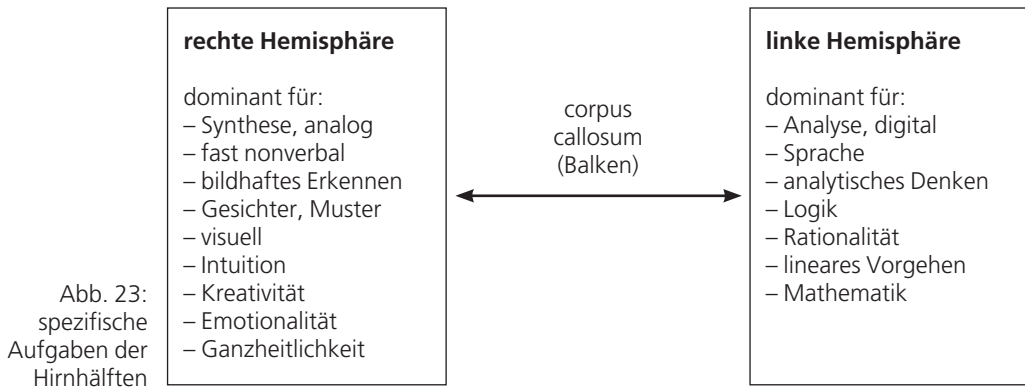 rechte Hemisphäre
dominant für:
– Synthese, analog
– fast nonverbal
– bildhaftes Erkennen
– Gesichter, Muster
– visuell
– Intuition
– Kreativität
– Emotionalität
– Ganzheitlichkeit
corpus
callosum
(Balken)
linke Hemisphäre
dominant für:
– Analyse, digital
– Sprache
– analytisches Denken
– Logik
– Rationalität
– lineares Vorgehen
– Mathematik
Abb. 23:
spezifische
Aufgaben der
Hirnhälften